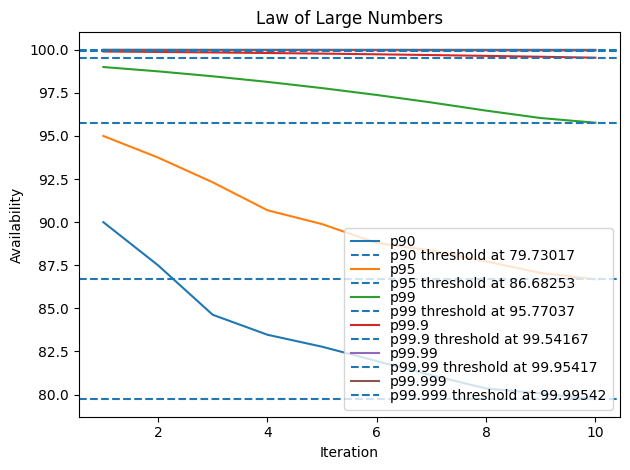 Law of Large Numbers
100.0
97.5
95.0
92.5
90.0
87.5
85.0
82.5
80.0
Availability
p90
p90 threshold at 79.73017
p95
p95 threshold at 86.68253
p99
p99 threshold at 95.77037
p99.9
p99.9 threshold at 99.54167
p99.99
p99.99 threshold at 99.95417
p99.999
p99.999 threshold at 99.99542
2 4 6 8 10
Iteration